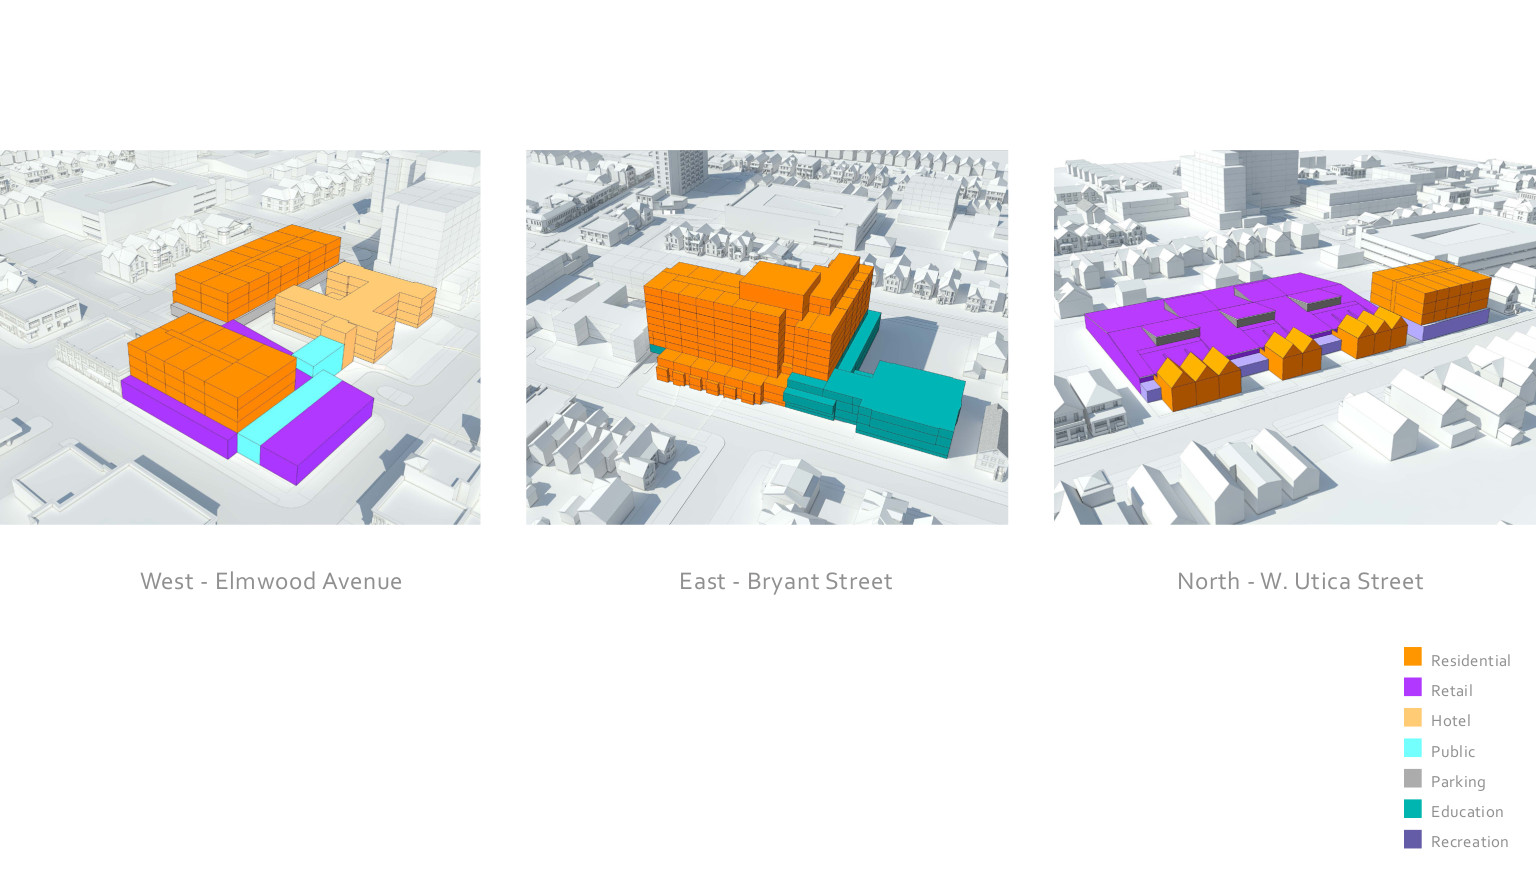 West - Elmwood Avenue
East - Bryant Street
North - W. Utica Street
Residential
Retail
Hotel
Public
Parking
Education
Recreation